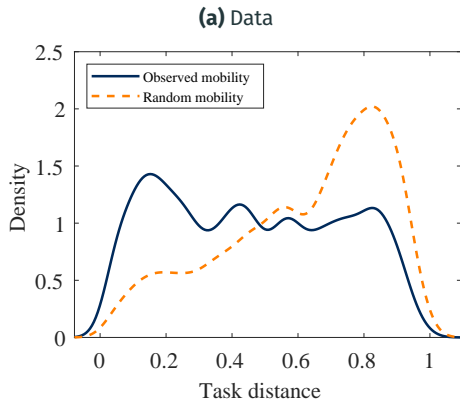 (a) Data
2.5
2
1.5
1
0.5
0
Density
Observed mobility
Random mobility
0
0.2
0.4
0.6
0.8
1
Task distance